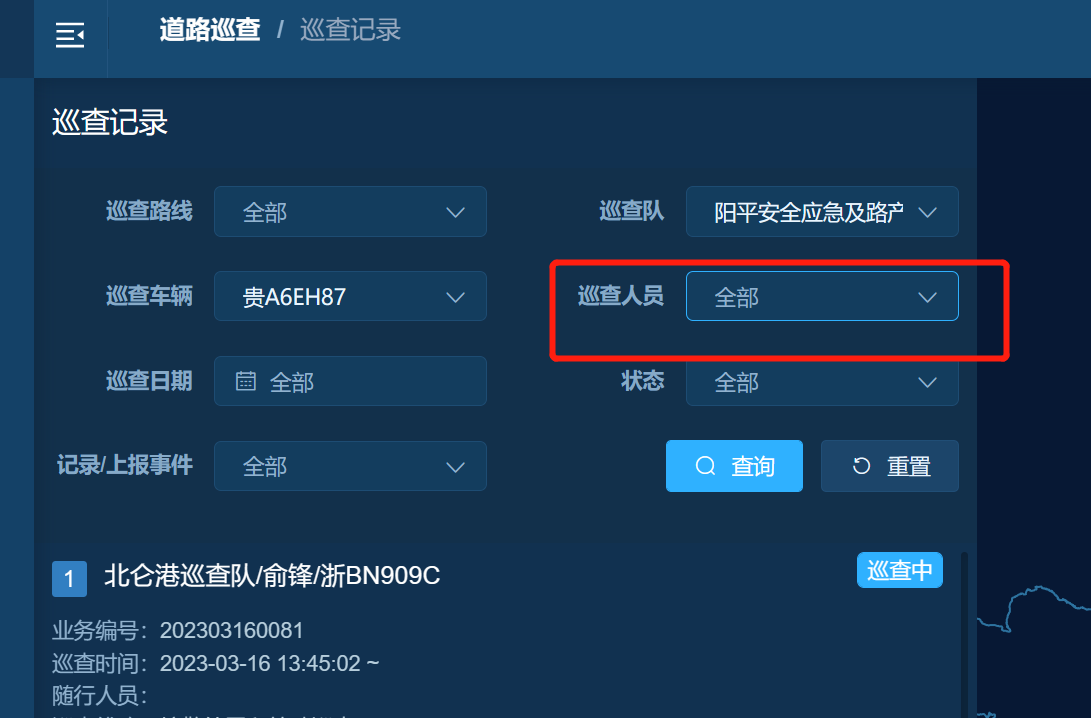 道路巡查 / 巡查记录
巡查记录
巡查路线 全部 巡查队 阳平安全应急及路产
巡查车辆 贵A6EH87 巡查人员 全部
巡查日期 全部 状态 全部
记录/上报事件 全部 查询 重置
1 北仑港巡查队/俞锋/浙BN909C 巡查中
业务编号：202303160081
巡查时间：2023-03-16 13:45:02 ~
随行人员：